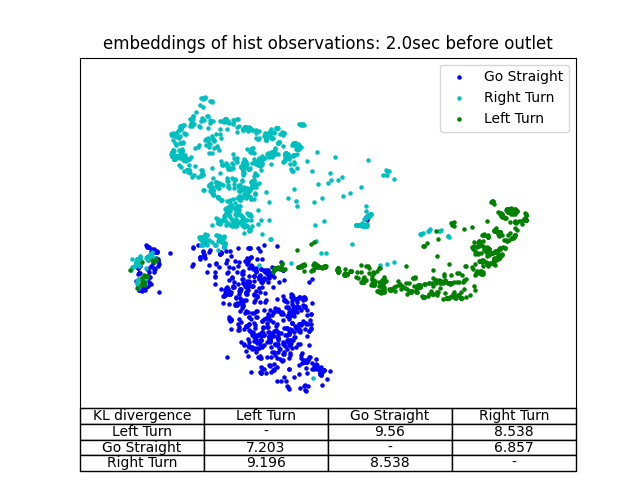 embeddings of hist observations: 2.0sec before outlet
Go Straight
Right Turn
Left Turn
KL divergence Left Turn Go Straight Right Turn
Left Turn - 9.56 8.538
Go Straight 7.203 - 6.857
Right Turn 9.196 8.538 -